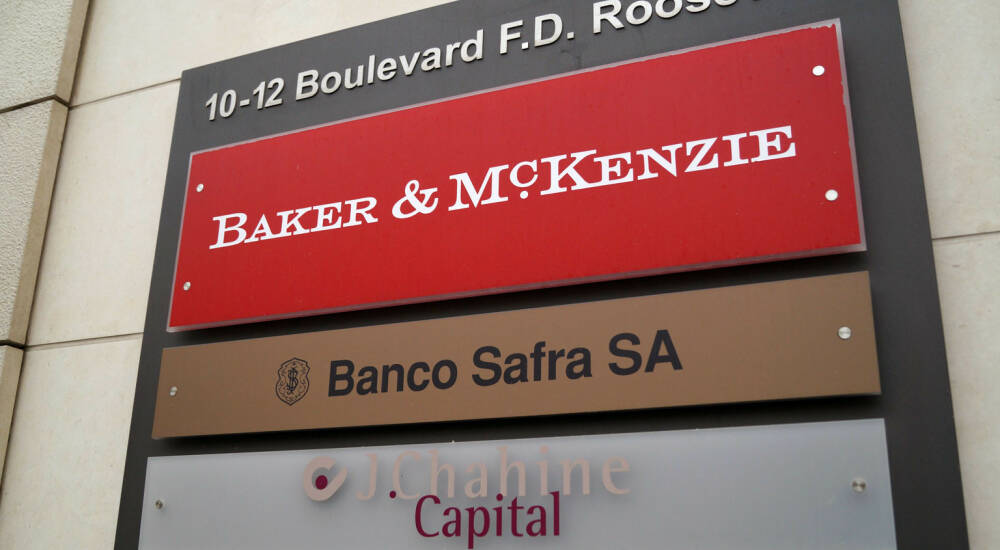 10-12 Boulevard F.D.
BAKER & MCKENZIE
Banco Safra SA
J.Chahine
Capital